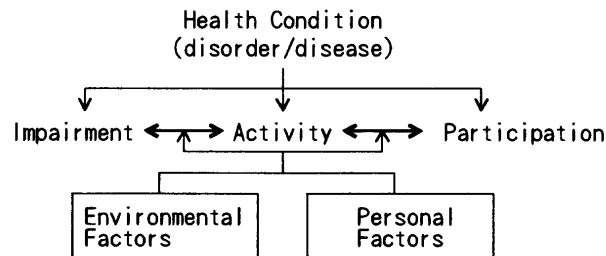 Health Condition
(disorder/disease)
Impairment Activity Participation
Environmental Personal
Factors Factors